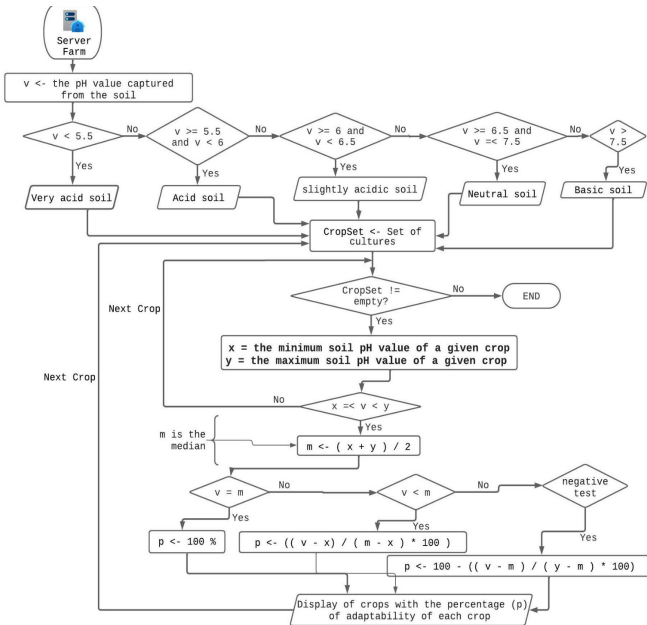 Server
Farm
v <- the pH value captured
from the soil
v < 5.5
No
v >= 5.5
and v < 6
No
v >= 6 and
< 6.5
No
v >= 6.5 and
v =< 7.5
No
v >
7.5
Yes
Yes
Yes
Yes
Yes
Very acid soil
Acid soil
slightly acidic soil
Neutral soil
Basic soil
CropSet <- Set of
cultures
CropSet !=
empty?
No
END
Yes
Next Crop
x = the minimum soil pH value of a given crop
y = the maximum soil pH value of a given crop
Next Crop
No
x =< v < y
Yes
m is the
median
m <- ( x + y ) / 2
v = m
No
v < m
No
negative
test
Yes
Yes
Yes
p <- 100 %
p <- (( v - x) / ( m - x ) * 100 )
p <- 100 - (( v - m ) / ( y - m ) * 100)
Display of crops with the percentage (p)
of adaptability of each crop